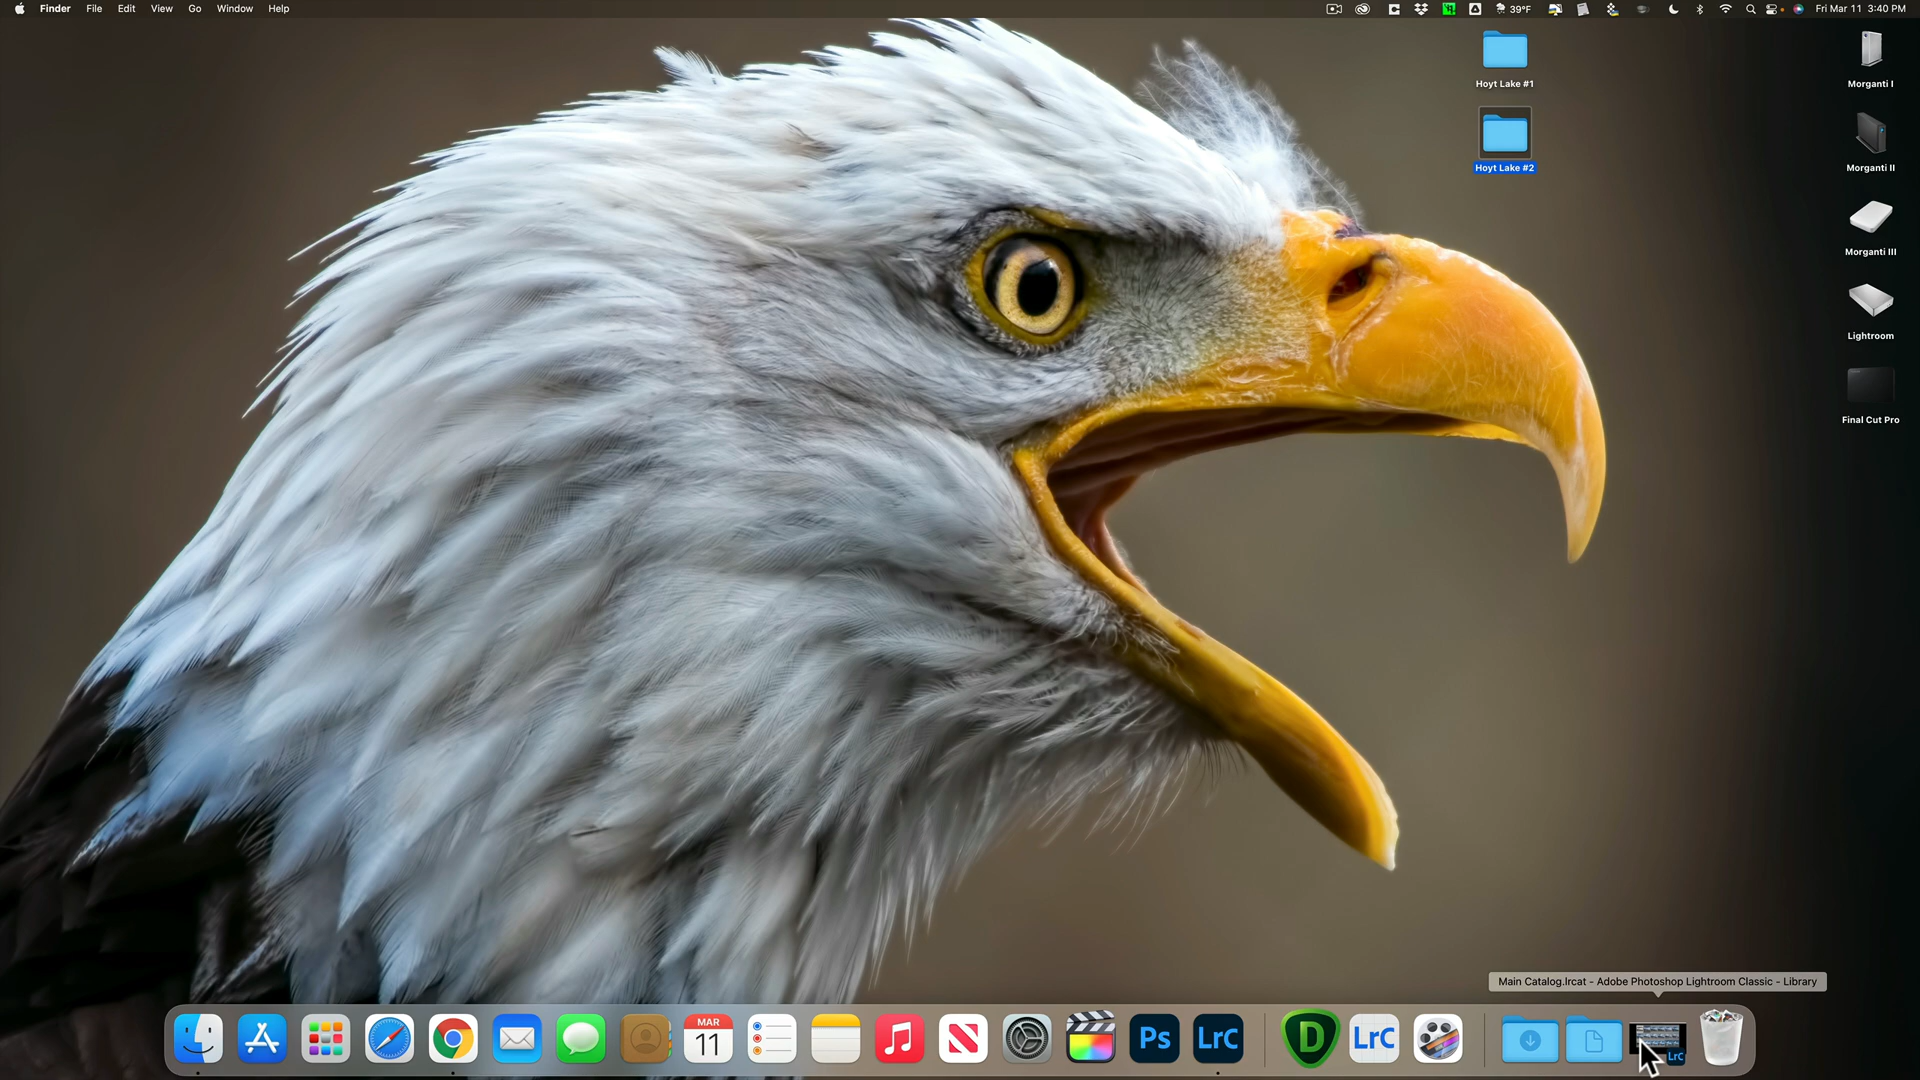 Finder File Edit View Go Window Help
39°F Fri Mar 11 3:40 PM
Hoyt Lake #1
Hoyt Lake #2
Morganti I
Morganti II
Morganti III
Lightroom
Final Cut Pro
Main Catalog.lrcat - Adobe Photoshop Lightroom Classic - Library
MAR
11
Ps
LrC
D
LrC
LrC